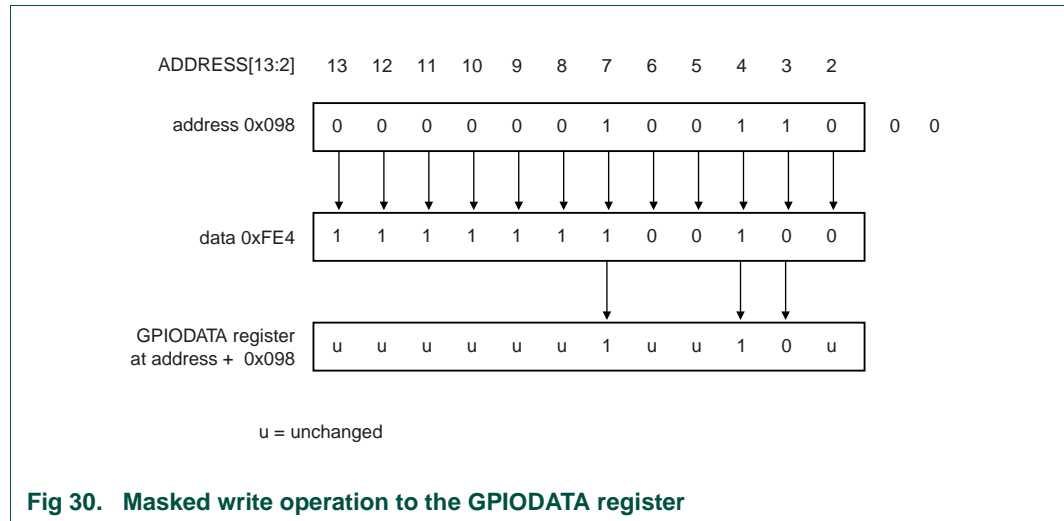 ADDRESS[13:2] 13 12 11 10 9 8 7 6 5 4 3 2
address 0x098 0 0 0 0 0 0 1 0 0 1 1 0 0 0
data 0xFE4 1 1 1 1 1 1 1 0 0 1 0 0
GPIODATA register
at address + 0x098
u u u u u u 1 u u 1 0 u
u = unchanged
Fig 30. Masked write operation to the GPIODATA register